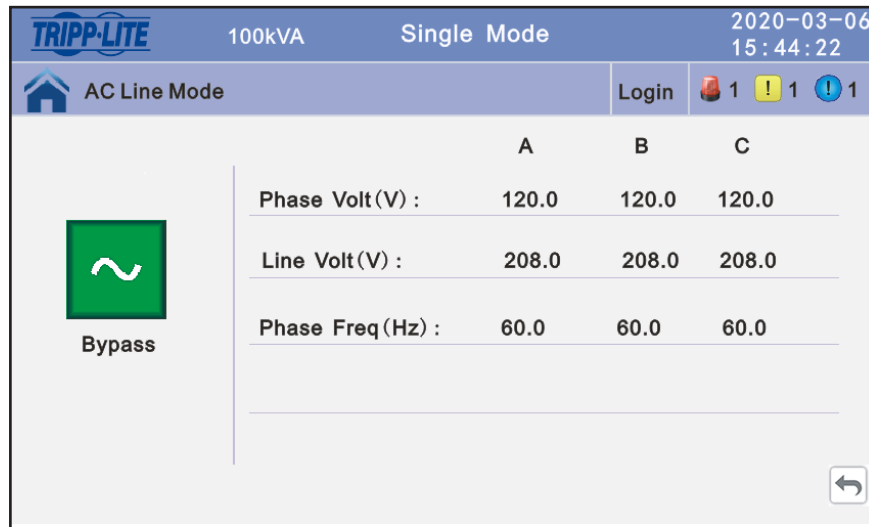 TRIPP·LITE 100kVA Single Mode 2020-03-06
15:44:22
AC Line Mode Login 1 ! 1 ! 1
A B C
Phase Volt(V): 120.0 120.0 120.0
Line Volt(V): 208.0 208.0 208.0
Phase Freq(Hz): 60.0 60.0 60.0
Bypass